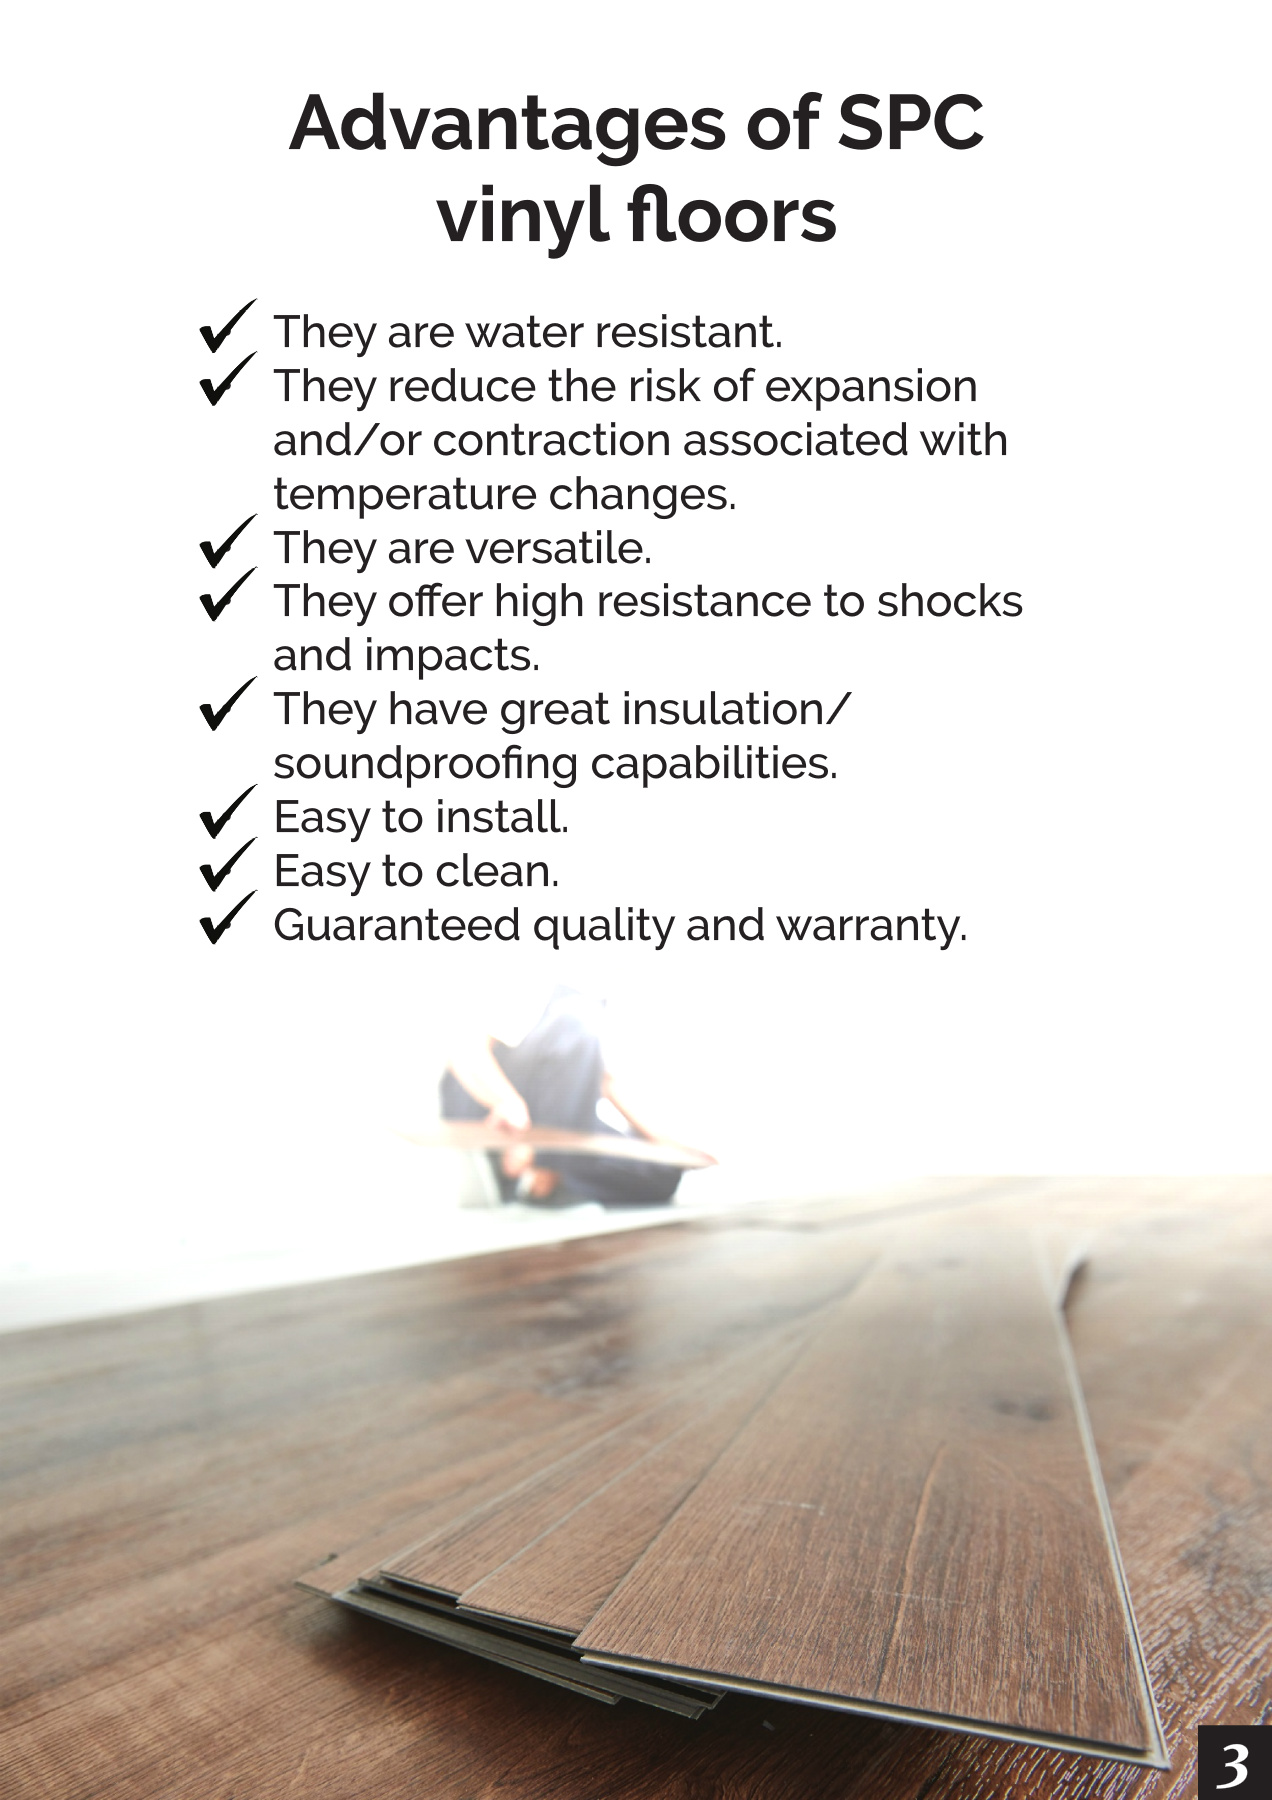 Advantages of SPC
vinyl floors
They are water resistant.
They reduce the risk of expansion
and/or contraction associated with
temperature changes.
They are versatile.
They offer high resistance to shocks
and impacts.
They have great insulation/
soundproofing capabilities.
Easy to install.
Easy to clean.
Guaranteed quality and warranty.
3